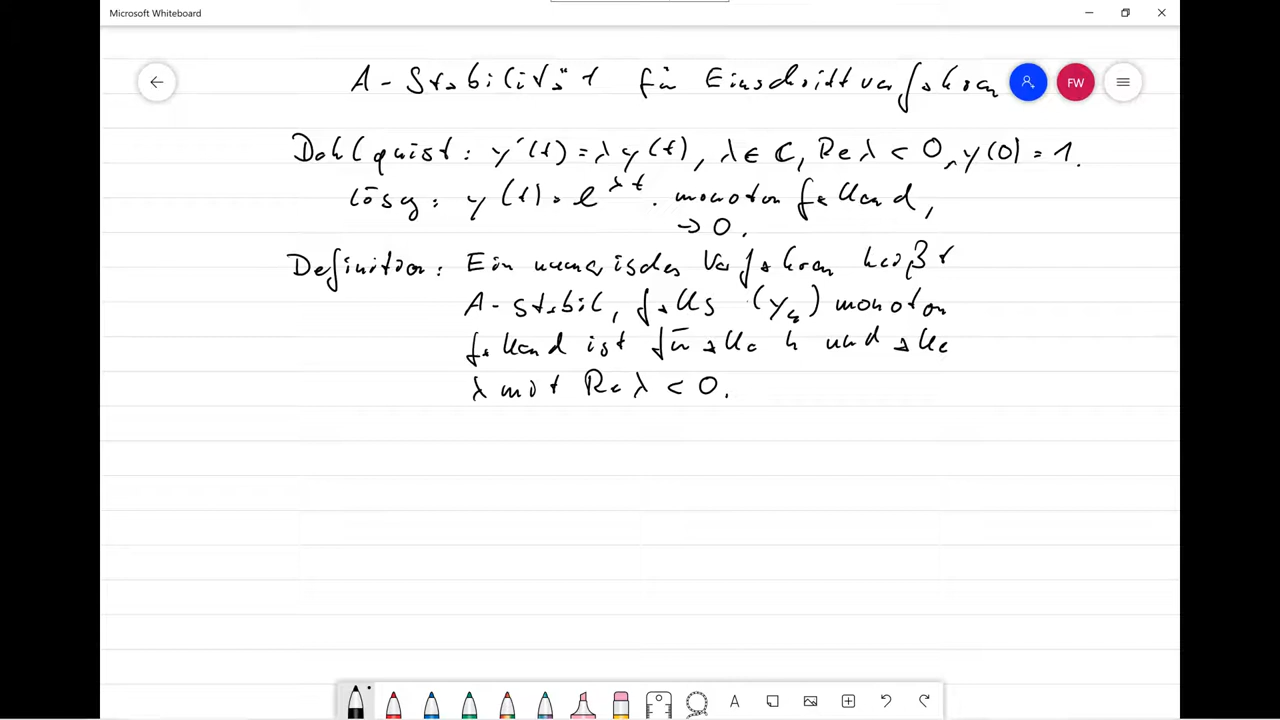 Microsoft Whiteboard
A-Stabilität für Einschrittverfahren
FW
Dahlquist: y'(t) = λ y(t), λ ∈ ℂ, Re λ < 0, y(0) = 1.
Lösg: y(t) = e^{λt}. monoton fallend,
→ 0.
Definition: Ein numerisches Verfahren heißt
A-stabil, falls (y_k) monoton
fallend ist für alle h und alle
λ mit Re λ < 0.
A